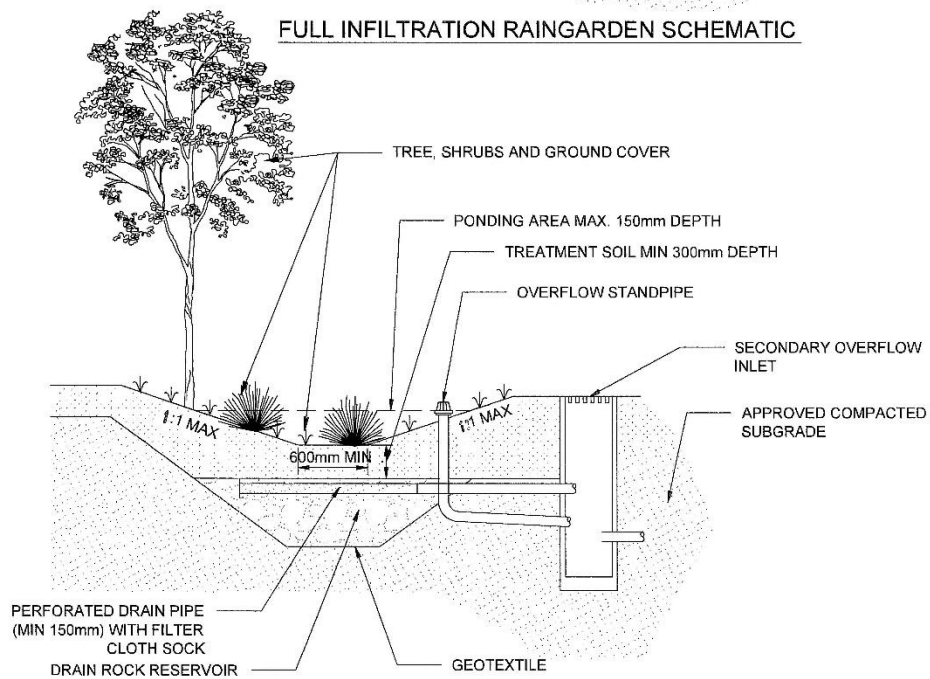 FULL INFILTRATION RAINGARDEN SCHEMATIC
TREE, SHRUBS AND GROUND COVER
PONDING AREA MAX. 150mm DEPTH
TREATMENT SOIL MIN 300mm DEPTH
OVERFLOW STANDPIPE
SECONDARY OVERFLOW
INLET
APPROVED COMPACTED
SUBGRADE
1:1 MAX
1:1 MAX
600mm MIN
PERFORATED DRAIN PIPE
(MIN 150mm) WITH FILTER
CLOTH SOCK
DRAIN ROCK RESERVOIR
GEOTEXTILE